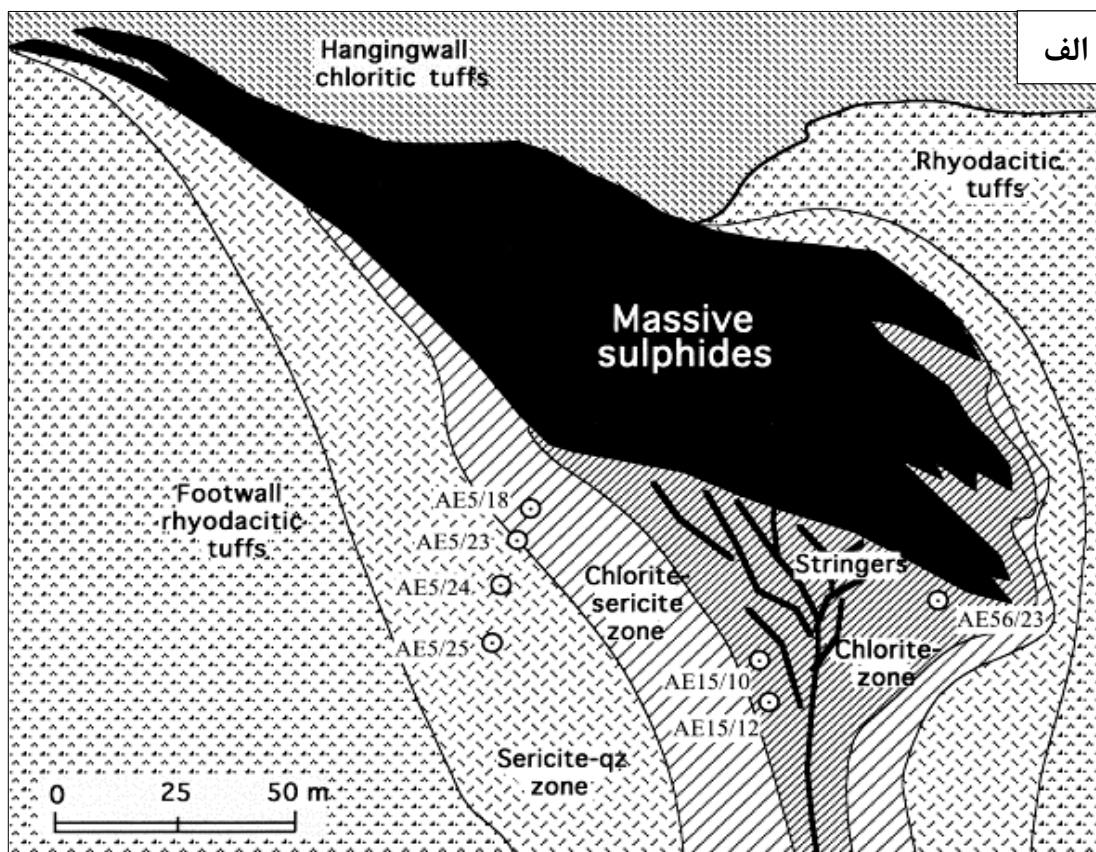 الف
Hangingwall
chloritic tuffs
Rhyodacitic
tuffs
Massive
sulphides
Footwall
rhyodacitic
tuffs
AE5/18
AE5/23
AE5/24
AE5/25
Chlorite-
sericite
zone
Stringers
AE56/23
Chlorite-
zone
AE15/10
AE15/12
Sericite-qz
zone
0 25 50 m